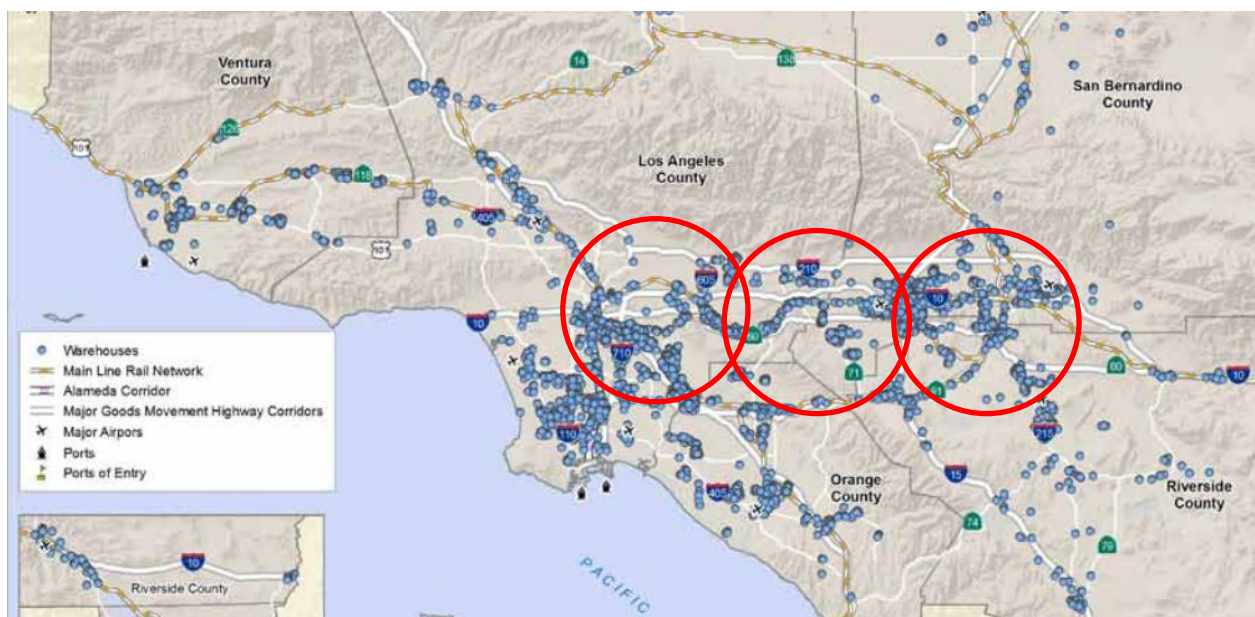 14
138
Ventura
County
San Bernardino
County
126
101
Los Angeles
County
118
405
101
605
210
10
10
60
710
71
60
10
91
110
215
405
Orange
County
15
Riverside
County
74
79
PACIFIC
Warehouses
Main Line Rail Network
Alameda Corridor
Major Goods Movement Highway Corridors
Major Airpors
Ports
Ports of Entry
10
Riverside County